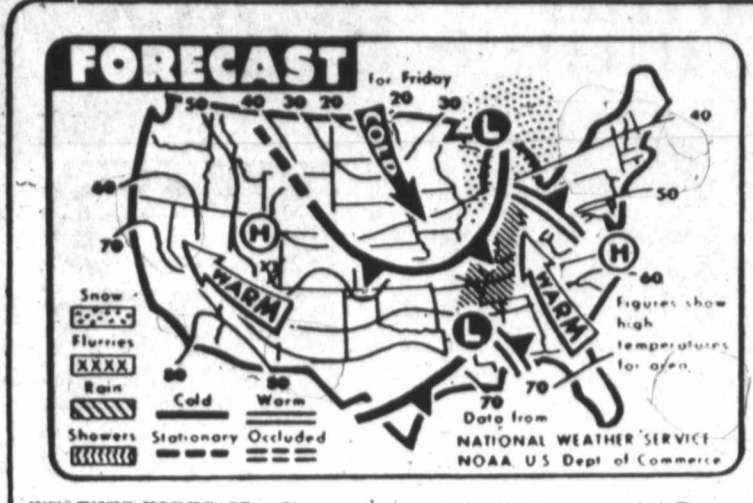 FORECAST
for Friday
50 40 30 20 20 30
L
40
COLD
60
50
H
H
70
60
WARM
WARM
Snow
Figures show
high
temperatures
for area
Flurries
XXXX
L
Rain
80
80
70
70
Cold
Warm
Data from
Showers
Stationary
Occluded
NATIONAL WEATHER SERVICE
NOAA, U S Dept of Commerce
WEATHER FORECAST